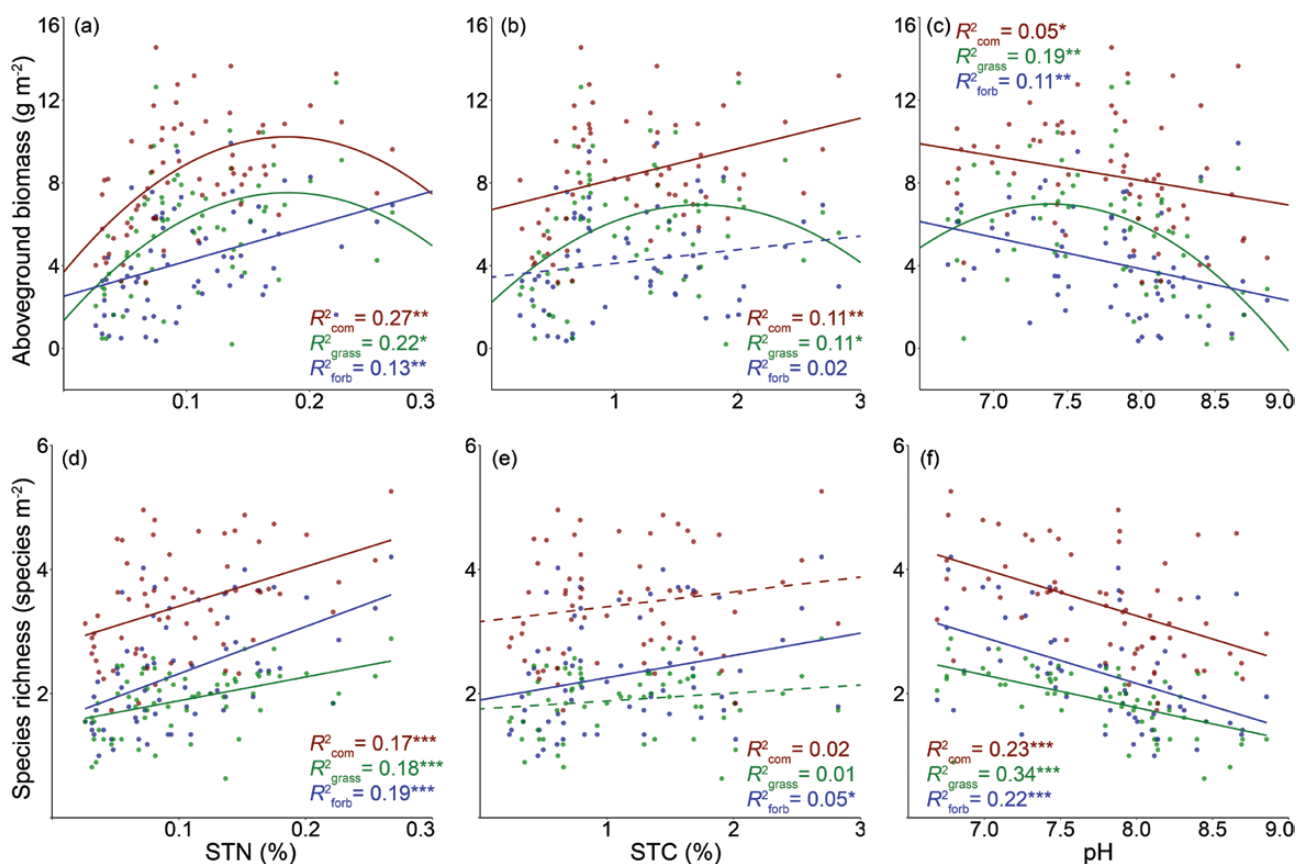 (a)
(b)
(c)
Aboveground biomass (g m⁻²)
16
12
8
4
0
0.1
0.2
0.3
R²com = 0.27**
R²grass = 0.22*
R²forb = 0.13**
16
12
8
4
0
1
2
3
R²com = 0.11**
R²grass = 0.11*
R²forb = 0.02
R²com = 0.05*
R²grass = 0.19**
R²forb = 0.11**
16
12
8
4
0
7.0
7.5
8.0
8.5
9.0
(d)
(e)
(f)
Species richness (species m⁻²)
6
4
2
0.1
0.2
0.3
R²com = 0.17***
R²grass = 0.18***
R²forb = 0.19***
STN (%)
6
4
2
1
2
3
R²com = 0.02
R²grass = 0.01
R²forb = 0.05*
STC (%)
6
4
2
7.0
7.5
8.0
8.5
9.0
R²com = 0.23***
R²grass = 0.34***
R²forb = 0.22***
pH